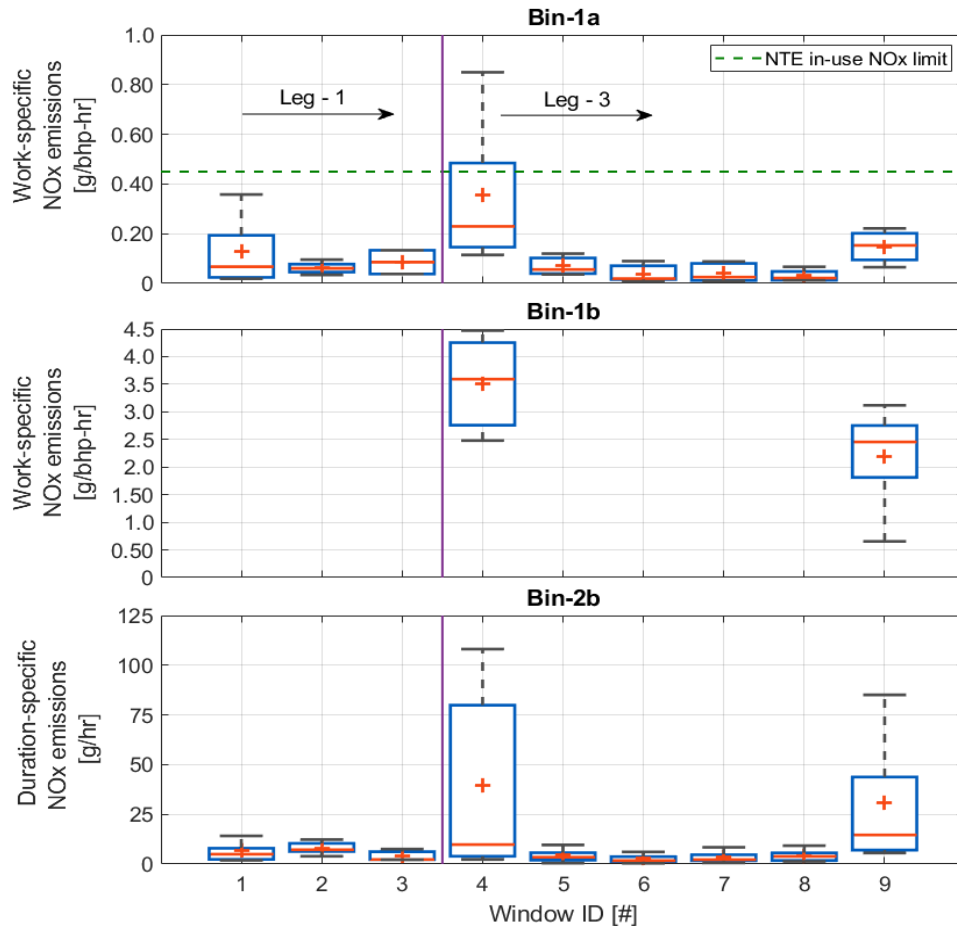 Bin-1a
Work-specific
NOx emissions
[g/bhp-hr]
1.0
0.80
0.60
0.40
0.20
0
NTE in-use NOx limit
Leg - 1
Leg - 3
Bin-1b
Work-specific
NOx emissions
[g/bhp-hr]
4.5
4.0
3.5
3.0
2.5
2.0
1.50
1.00
0.50
0
Bin-2b
Duration-specific
NOx emissions
[g/hr]
125
100
75
50
25
0
1 2 3 4 5 6 7 8 9
Window ID [#]